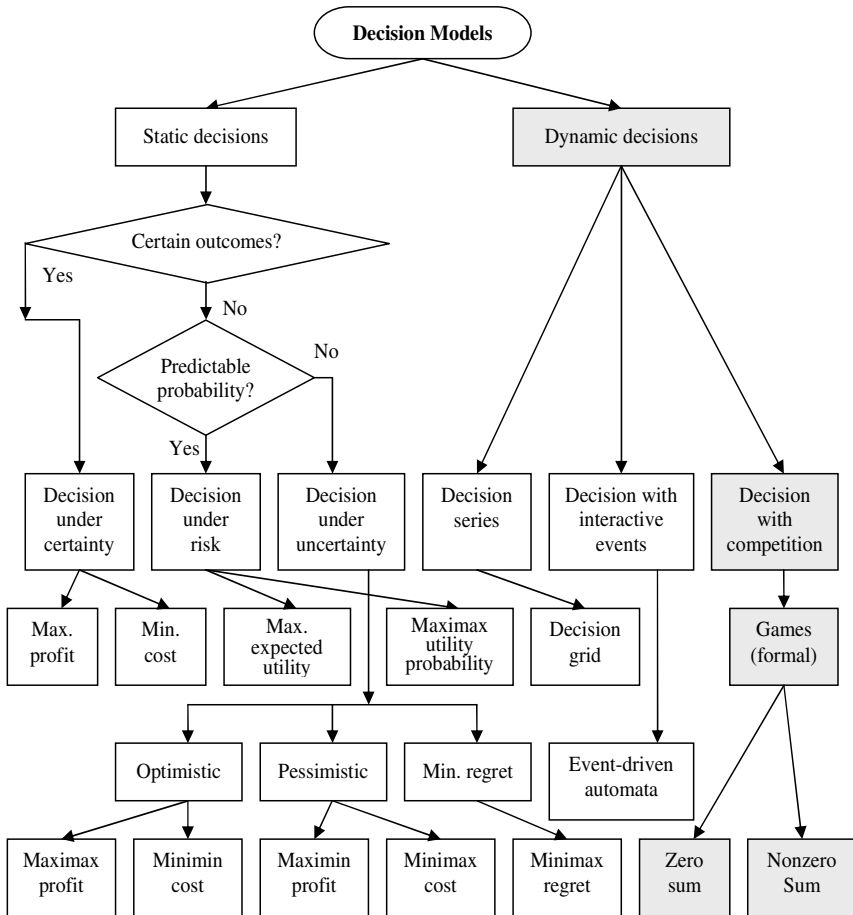 Decision Models
Static decisions
Dynamic decisions
Certain outcomes?
Yes
No
Predictable
probability?
No
Yes
Decision
under
certainty
Decision
under
risk
Decision
under
uncertainty
Decision
series
Decision with
interactive
events
Decision
with
competition
Max.
profit
Min.
cost
Max.
expected
utility
Maximax
utility
probability
Decision
grid
Games
(formal)
Optimistic
Pessimistic
Min. regret
Event-driven
automata
Maximax
profit
Minimin
cost
Maximin
profit
Minimax
cost
Minimax
regret
Zero
sum
Nonzero
Sum